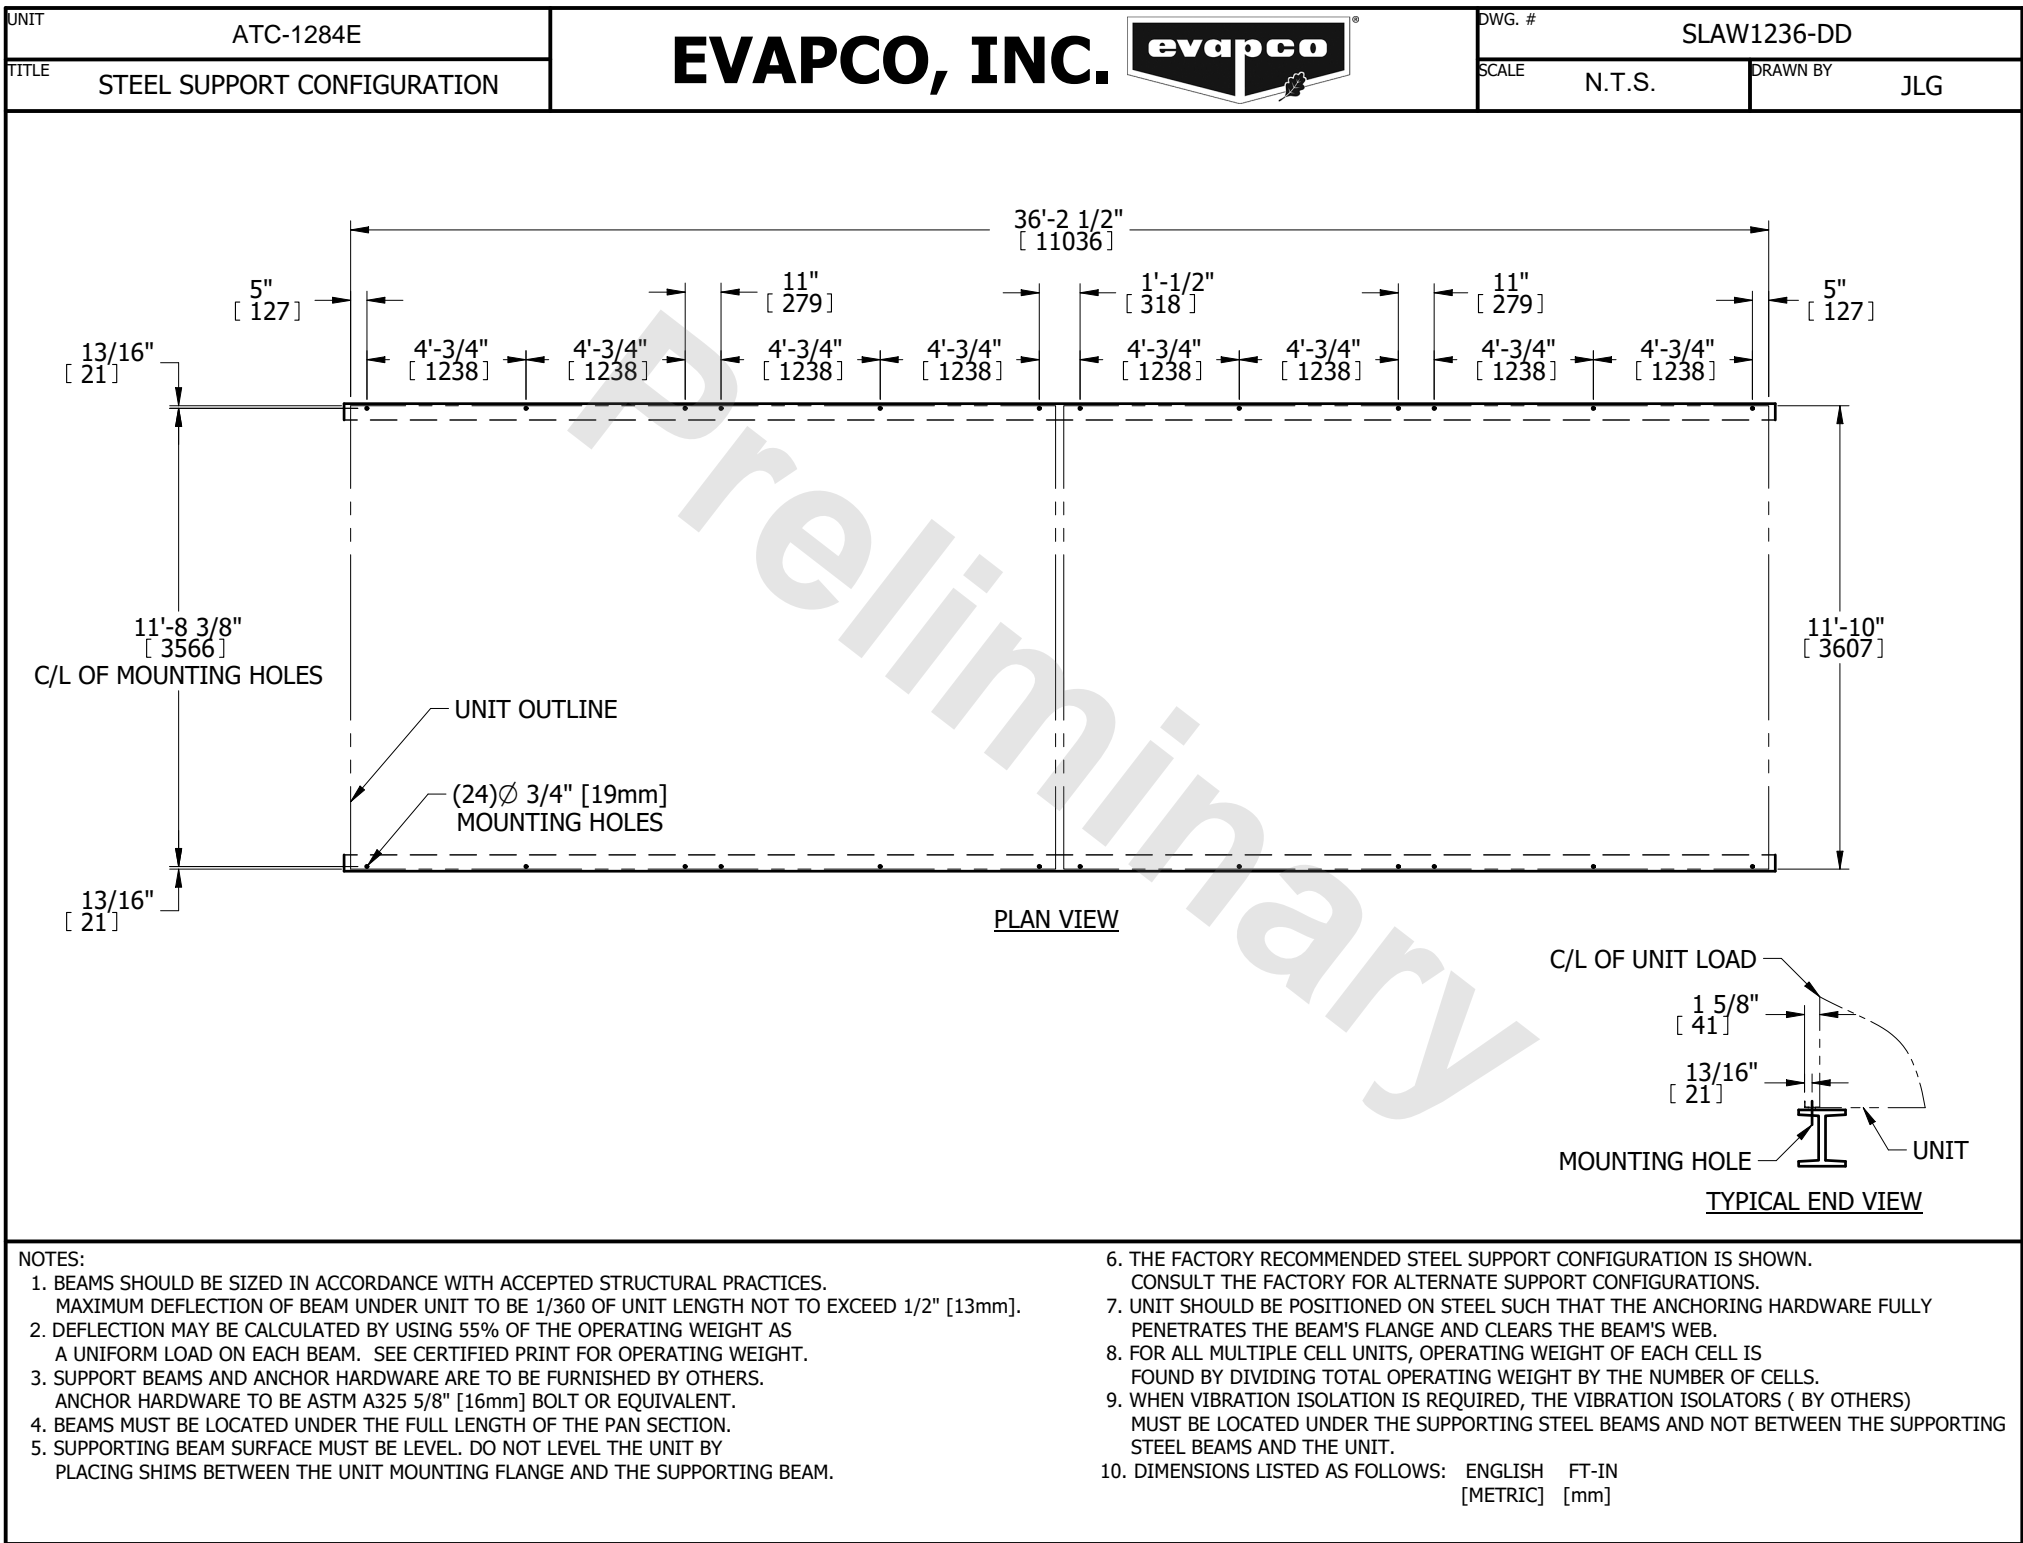 UNIT
ATC-1284E
TITLE
STEEL SUPPORT CONFIGURATION
EVAPCO, INC.
evapco
®
DWG. #
SLAW1236-DD
SCALE
N.T.S.
DRAWN BY
JLG
36'-2 1/2"
[ 11036 ]
5"
[ 127 ]
11"
[ 279 ]
1'-1/2"
[ 318 ]
11"
[ 279 ]
5"
[ 127 ]
13/16"
[ 21 ]
4'-3/4"
[ 1238 ]
4'-3/4"
[ 1238 ]
4'-3/4"
[ 1238 ]
4'-3/4"
[ 1238 ]
4'-3/4"
[ 1238 ]
4'-3/4"
[ 1238 ]
4'-3/4"
[ 1238 ]
4'-3/4"
[ 1238 ]
Preliminary
11'-8 3/8"
[ 3566 ]
C/L OF MOUNTING HOLES
11'-10"
[ 3607 ]
UNIT OUTLINE
(24)∅ 3/4" [19mm]
MOUNTING HOLES
13/16"
[ 21 ]
PLAN VIEW
C/L OF UNIT LOAD
1 5/8"
[ 41 ]
13/16"
[ 21 ]
MOUNTING HOLE
UNIT
TYPICAL END VIEW
NOTES:
1. BEAMS SHOULD BE SIZED IN ACCORDANCE WITH ACCEPTED STRUCTURAL PRACTICES.
MAXIMUM DEFLECTION OF BEAM UNDER UNIT TO BE 1/360 OF UNIT LENGTH NOT TO EXCEED 1/2" [13mm].
2. DEFLECTION MAY BE CALCULATED BY USING 55% OF THE OPERATING WEIGHT AS
A UNIFORM LOAD ON EACH BEAM. SEE CERTIFIED PRINT FOR OPERATING WEIGHT.
3. SUPPORT BEAMS AND ANCHOR HARDWARE ARE TO BE FURNISHED BY OTHERS.
ANCHOR HARDWARE TO BE ASTM A325 5/8" [16mm] BOLT OR EQUIVALENT.
4. BEAMS MUST BE LOCATED UNDER THE FULL LENGTH OF THE PAN SECTION.
5. SUPPORTING BEAM SURFACE MUST BE LEVEL. DO NOT LEVEL THE UNIT BY
PLACING SHIMS BETWEEN THE UNIT MOUNTING FLANGE AND THE SUPPORTING BEAM.
6. THE FACTORY RECOMMENDED STEEL SUPPORT CONFIGURATION IS SHOWN.
CONSULT THE FACTORY FOR ALTERNATE SUPPORT CONFIGURATIONS.
7. UNIT SHOULD BE POSITIONED ON STEEL SUCH THAT THE ANCHORING HARDWARE FULLY
PENETRATES THE BEAM'S FLANGE AND CLEARS THE BEAM'S WEB.
8. FOR ALL MULTIPLE CELL UNITS, OPERATING WEIGHT OF EACH CELL IS
FOUND BY DIVIDING TOTAL OPERATING WEIGHT BY THE NUMBER OF CELLS.
9. WHEN VIBRATION ISOLATION IS REQUIRED, THE VIBRATION ISOLATORS ( BY OTHERS)
MUST BE LOCATED UNDER THE SUPPORTING STEEL BEAMS AND NOT BETWEEN THE SUPPORTING
STEEL BEAMS AND THE UNIT.
10. DIMENSIONS LISTED AS FOLLOWS: ENGLISH FT-IN
[METRIC] [mm]